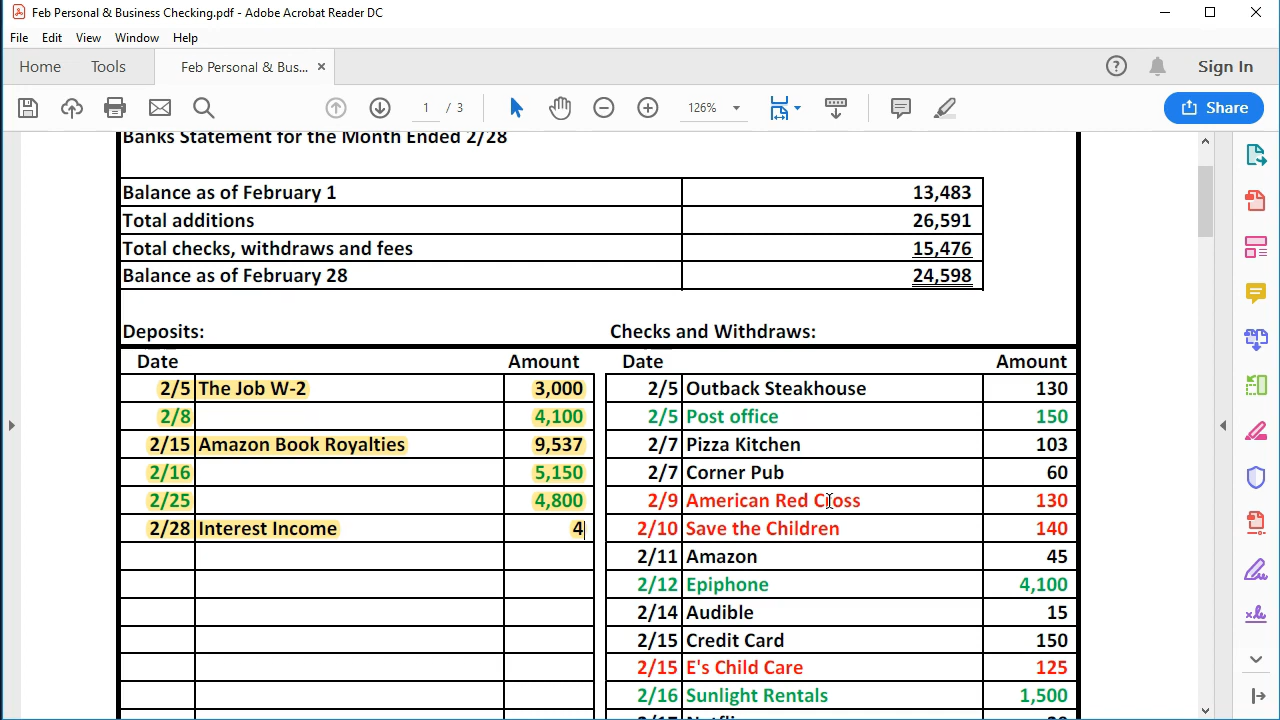 Feb Personal & Business Checking.pdf - Adobe Acrobat Reader DC
File Edit View Window Help
Home Tools Feb Personal & Bus... × Sign In
1 / 3 126% Share
Banks Statement for the Month Ended 2/28
Balance as of February 1 13,483
Total additions 26,591
Total checks, withdraws and fees 15,476
Balance as of February 28 24,598
Deposits: Checks and Withdraws:
Date Amount Date Amount
2/5 The Job W-2 3,000 2/5 Outback Steakhouse 130
2/8 4,100 2/5 Post office 150
2/15 Amazon Book Royalties 9,537 2/7 Pizza Kitchen 103
2/16 5,150 2/7 Corner Pub 60
2/25 4,800 2/9 American Red Cross 130
2/28 Interest Income 4 2/10 Save the Children 140
2/11 Amazon 45
2/12 Epiphone 4,100
2/14 Audible 15
2/15 Credit Card 150
2/15 E's Child Care 125
2/16 Sunlight Rentals 1,500